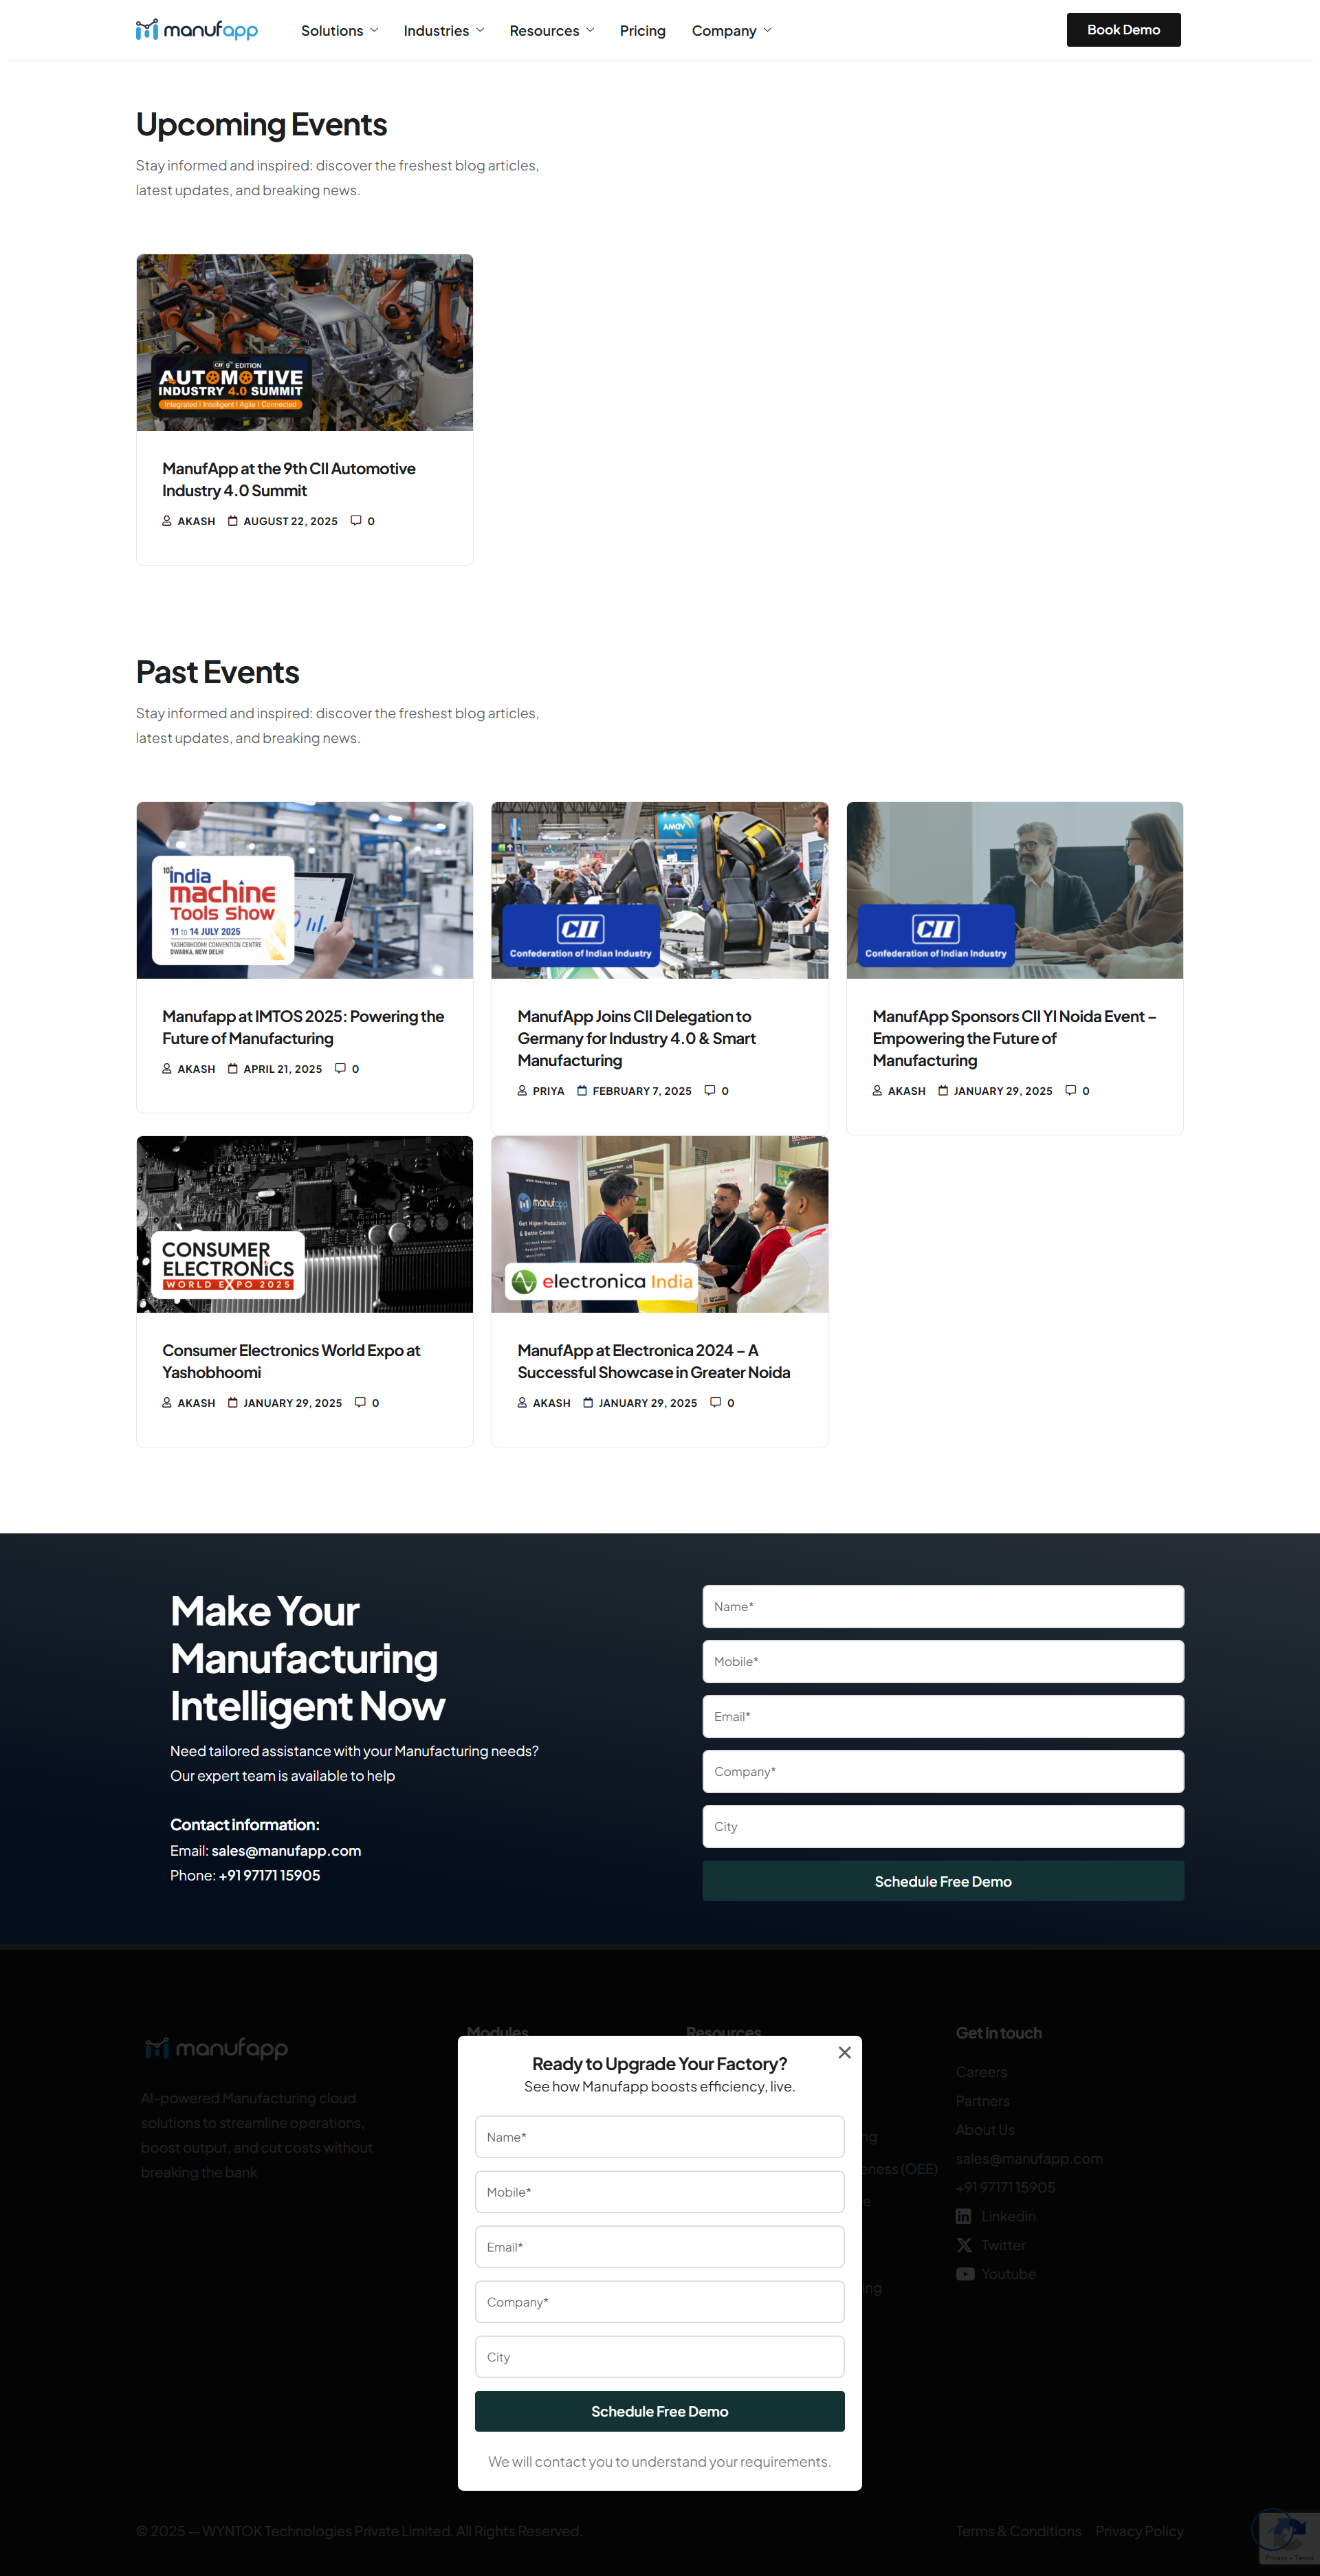 manufapp
Solutions
Industries
Resources
Pricing
Company
Book Demo
Upcoming Events
Stay informed and inspired: discover the freshest blog articles,
latest updates, and breaking news.
CII 9th EDITION
AUTOMOTIVE
INDUSTRY 4.0 SUMMIT
Integrated | Intelligent | Agile | Connected
ManufApp at the 9th CII Automotive
Industry 4.0 Summit
AKASH AUGUST 22, 2025 0
Past Events
Stay informed and inspired: discover the freshest blog articles,
latest updates, and breaking news.
10th india
machine
Tools Show
11 to 14 JULY 2025
YASHOBHOOMI CONVENTION CENTRE
DWARKA, NEW DELHI
Manufapp at IMTOS 2025: Powering the
Future of Manufacturing
AKASH APRIL 21, 2025 0
CII
Confederation of Indian Industry
ManufApp Joins CII Delegation to
Germany for Industry 4.0 & Smart
Manufacturing
PRIYA FEBRUARY 7, 2025 0
CII
Confederation of Indian Industry
ManufApp Sponsors CII YI Noida Event –
Empowering the Future of
Manufacturing
AKASH JANUARY 29, 2025 0
CONSUMER
ELECTRONICS
WORLD EXPO 2025
Consumer Electronics World Expo at
Yashobhoomi
AKASH JANUARY 29, 2025 0
manufapp
Get Higher Productivity
& Better Control
electronica India
ManufApp at Electronica 2024 – A
Successful Showcase in Greater Noida
AKASH JANUARY 29, 2025 0
Make Your
Manufacturing
Intelligent Now
Need tailored assistance with your Manufacturing needs?
Our expert team is available to help
Contact information:
Email: sales@manufapp.com
Phone: +91 97171 15905
Name*
Mobile*
Email*
Company*
City
Schedule Free Demo
manufapp
AI-powered Manufacturing cloud
solutions to streamline operations,
boost output, and cut costs without
breaking the bank
Modules
Resources
Get in touch
Careers
Partners
About Us
sales@manufapp.com
+91 97171 15905
Linkedin
Twitter
Youtube
Ready to Upgrade Your Factory?
See how Manufapp boosts efficiency, live.
Name*
Mobile*
Email*
Company*
City
Schedule Free Demo
We will contact you to understand your requirements.
© 2025 — WYNTOK Technologies Private Limited. All Rights Reserved.
Terms & Conditions
Privacy Policy
Privacy - Terms